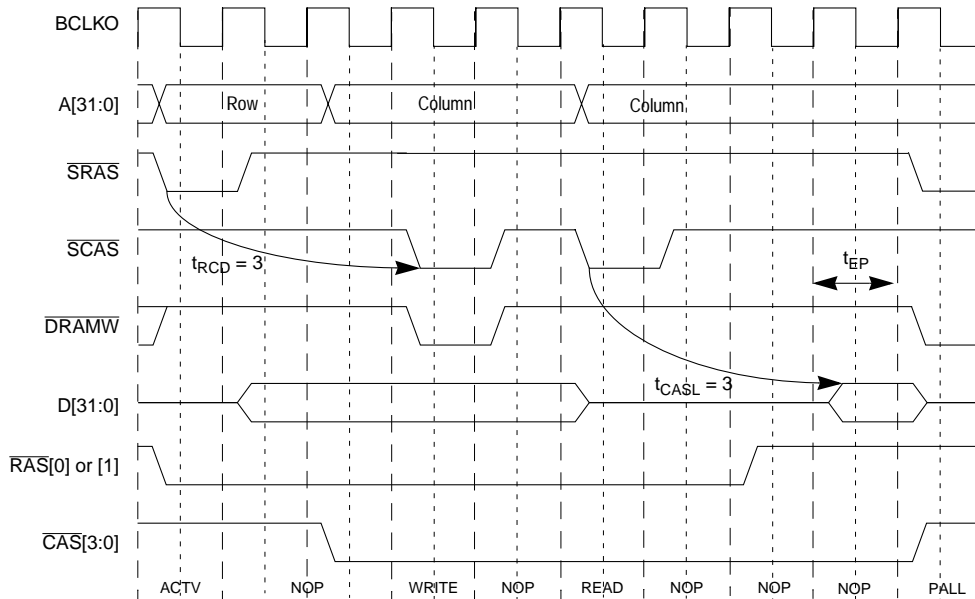 BCLKO
A[31:0]
Row
Column
Column
SRAS
SCAS
tRCD = 3
tEP
DRAMW
tCASL = 3
D[31:0]
RAS[0] or [1]
CAS[3:0]
ACTV NOP WRITE NOP READ NOP NOP NOP PALL